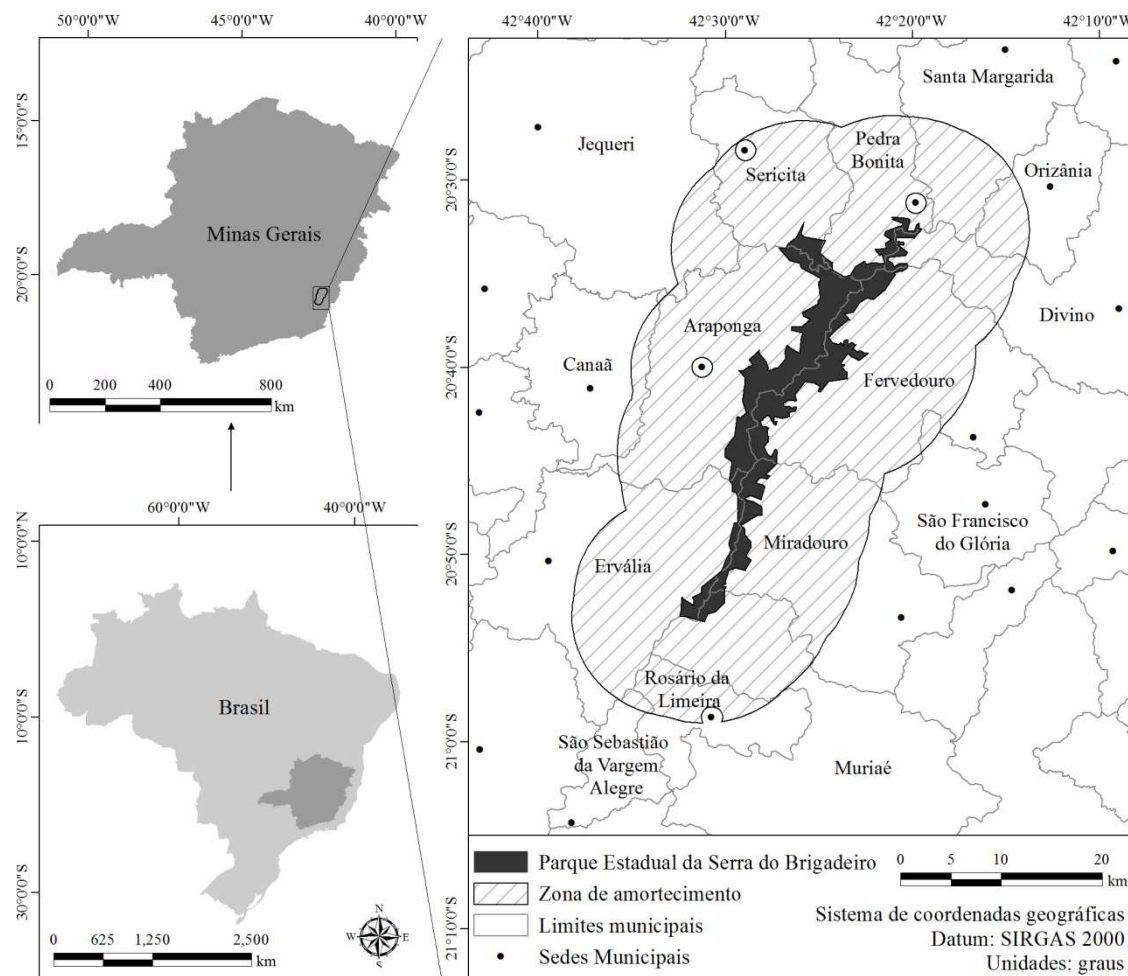 50°0'0"W
45°0'0"W
40°0'0"W
15°0'0"S
20°0'0"S
Minas Gerais
0
200
400
800
km
60°0'0"W
40°0'0"W
10°0'0"N
0°0'0"
10°0'0"S
30°0'0"S
Brasil
N
W
E
S
0
625
1,250
2,500
km
42°40'0"W
42°30'0"W
42°20'0"W
42°10'0"W
20°30'0"S
20°40'0"S
20°50'0"S
21°0'0"S
21°10'0"S
Santa Margarida
Jequeri
Pedra
Bonita
Sericita
Orizânia
Araponga
Divino
Canaã
Fervedouro
São Francisco
do Glória
Miradouro
Ervália
Rosário da
Limeira
São Sebastião
da Vargem
Alegre
Muriaé
Parque Estadual da Serra do Brigadeiro
Zona de amortecimento
Limites municipais
Sedes Municipais
0
5
10
20
km
Sistema de coordenadas geográficas
Datum: SIRGAS 2000
Unidades: graus